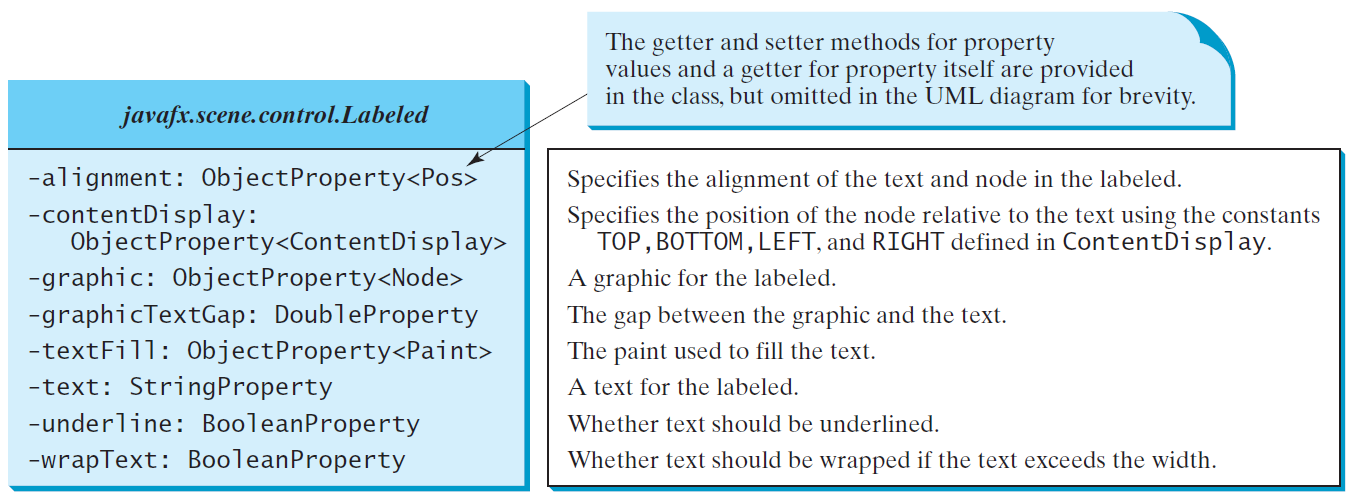 The getter and setter methods for property
values and a getter for property itself are provided
in the class, but omitted in the UML diagram for brevity.
javafx.scene.control.Labeled
-alignment: ObjectProperty<Pos>
-contentDisplay:
ObjectProperty<ContentDisplay>
-graphic: ObjectProperty<Node>
-graphicTextGap: DoubleProperty
-textFill: ObjectProperty<Paint>
-text: StringProperty
-underline: BooleanProperty
-wrapText: BooleanProperty
Specifies the alignment of the text and node in the labeled.
Specifies the position of the node relative to the text using the constants
TOP,BOTTOM,LEFT, and RIGHT defined in ContentDisplay.
A graphic for the labeled.
The gap between the graphic and the text.
The paint used to fill the text.
A text for the labeled.
Whether text should be underlined.
Whether text should be wrapped if the text exceeds the width.